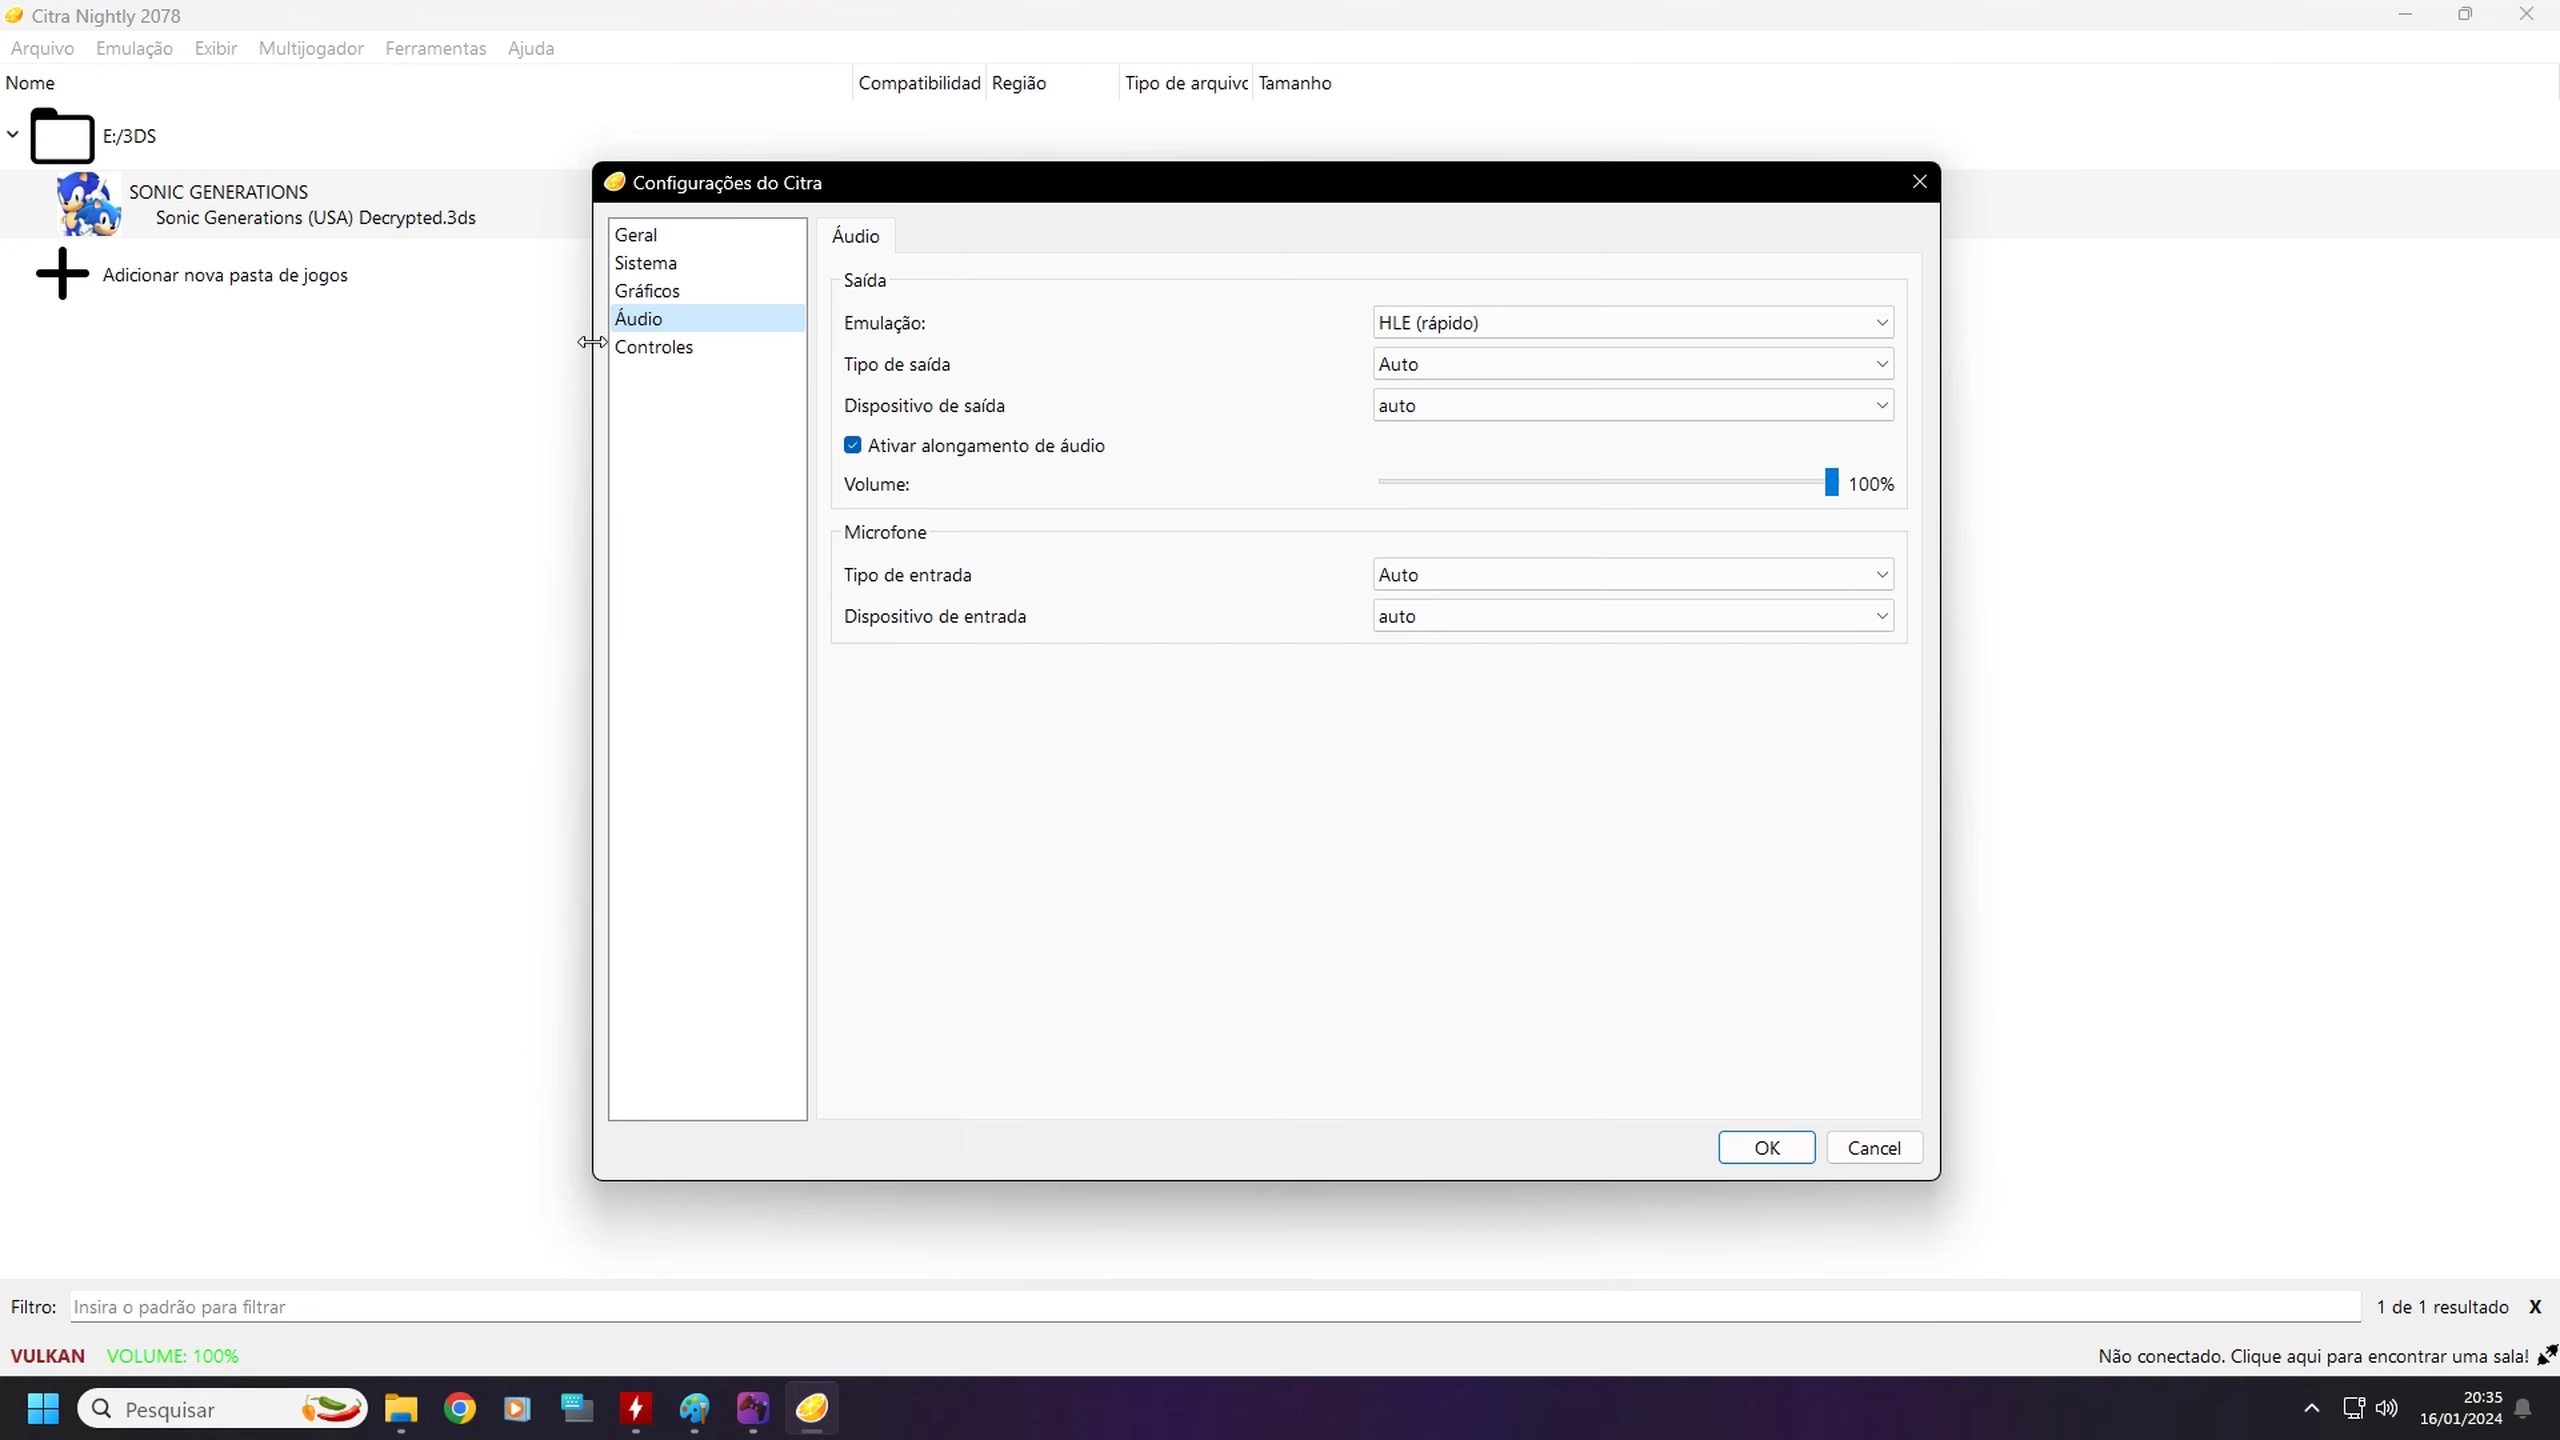 Citra Nightly 2078
Arquivo Emulação Exibir Multijogador Ferramentas Ajuda
Nome Compatibilidad Região Tipo de arquivo Tamanho
E:/3DS
SONIC GENERATIONS
Sonic Generations (USA) Decrypted.3ds
Adicionar nova pasta de jogos
Configurações do Citra
Geral
Sistema
Gráficos
Áudio
Controles
Áudio
Saída
Emulação: HLE (rápido)
Tipo de saída Auto
Dispositivo de saída auto
Ativar alongamento de áudio
Volume: 100%
Microfone
Tipo de entrada Auto
Dispositivo de entrada auto
OK Cancel
Filtro: Insira o padrão para filtrar 1 de 1 resultado X
VULKAN VOLUME: 100% Não conectado. Clique aqui para encontrar uma sala!
Pesquisar 20:35
16/01/2024